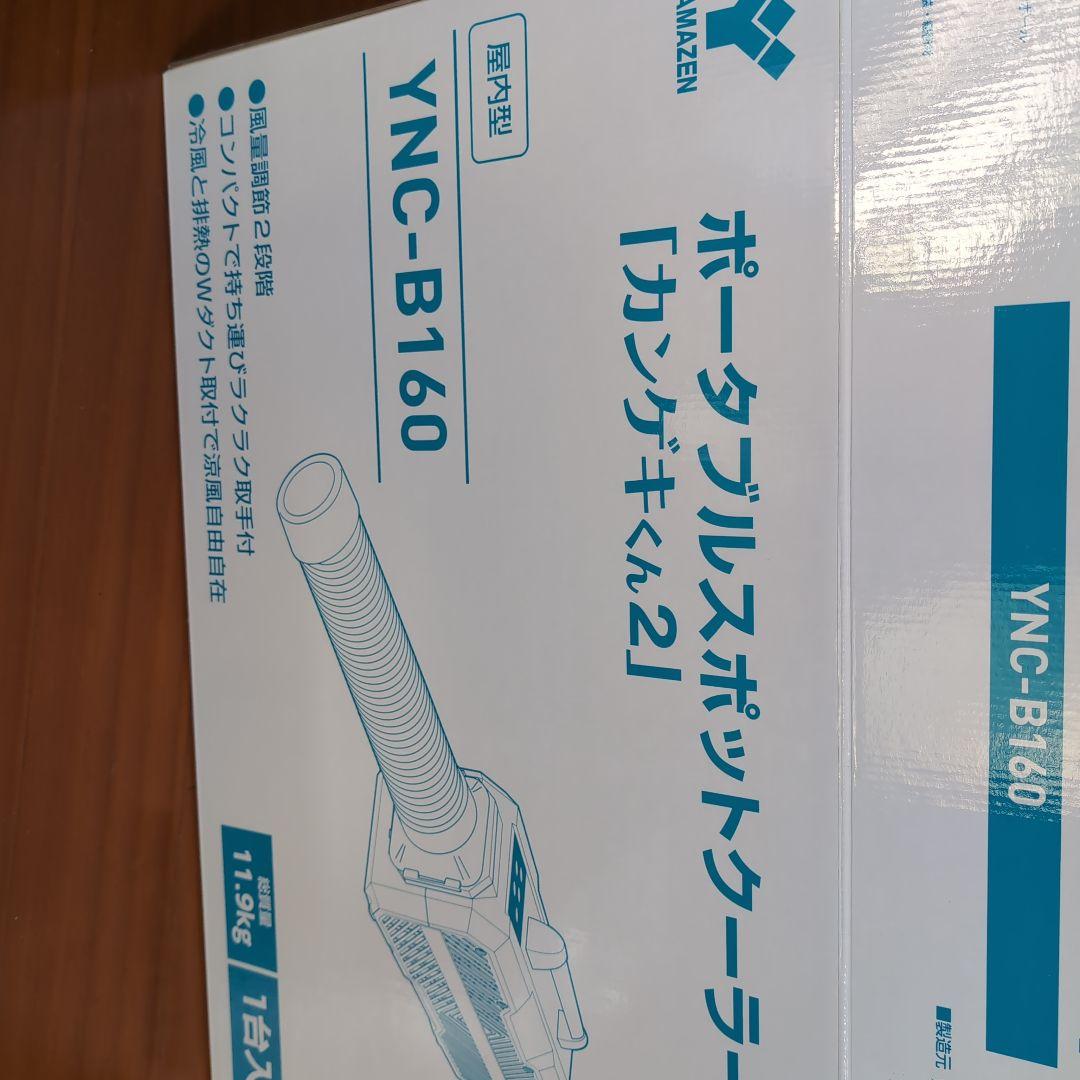 YAMAZEN
ポータブルスポットクーラー
「カンゲキくん2」
屋内型
YNC-B160
●風量調節2段階
●コンパクトで持ち運びラクラク取手付
●冷風と排熱のWダクト取付で涼風自由自在
総質量
11.9kg
1台入
YNC-B160
■製造元